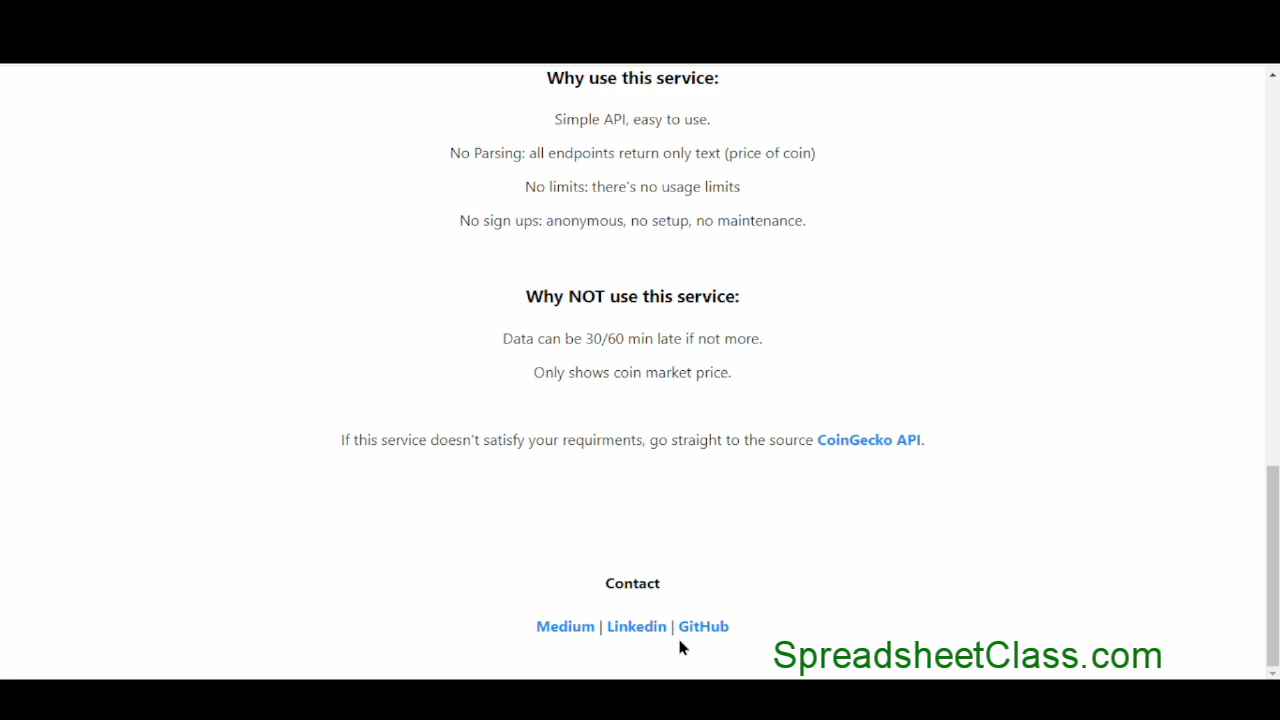 Why use this service:
Simple API, easy to use.
No Parsing: all endpoints return only text (price of coin)
No limits: there's no usage limits
No sign ups: anonymous, no setup, no maintenance.
Why NOT use this service:
Data can be 30/60 min late if not more.
Only shows coin market price.
If this service doesn't satisfy your requirments, go straight to the source CoinGecko API.
Contact
Medium | Linkedin | GitHub
SpreadsheetClass.com